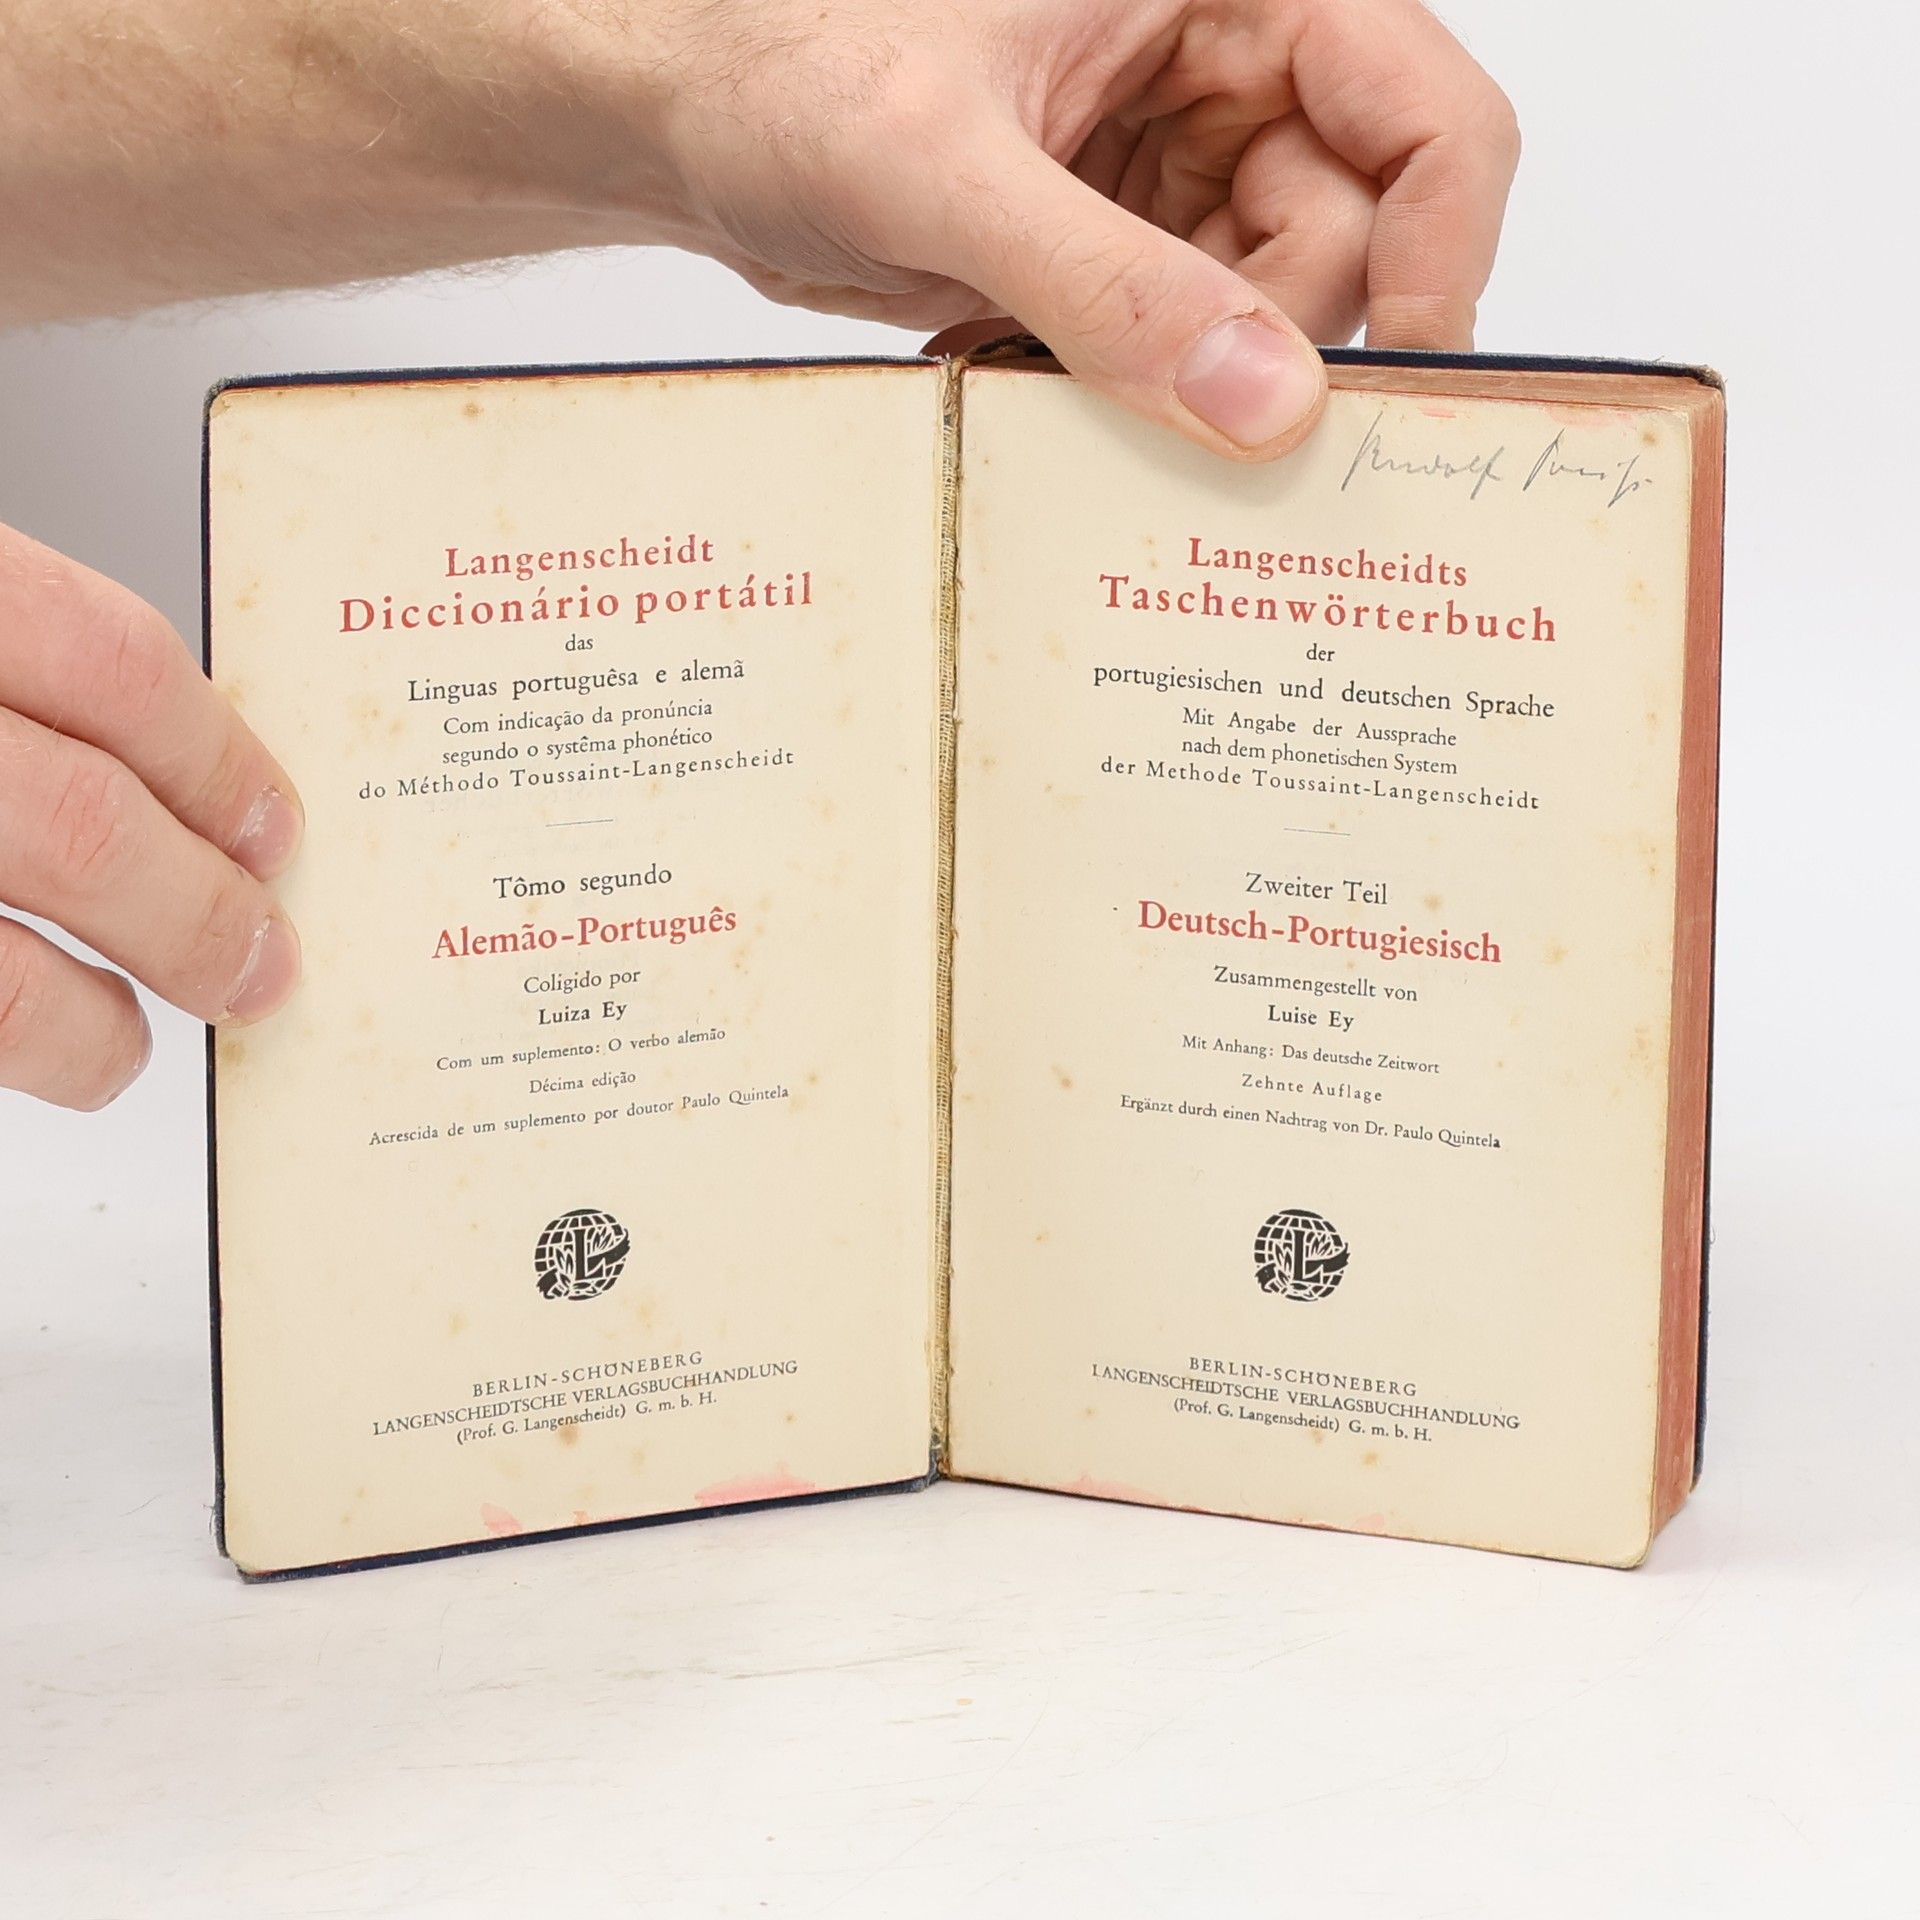 Langenscheidt
Diccionário portátil
das
Linguas portuguêsa e alemã
Com indicação da pronúncia
segundo o systêma phonético
do Méthodo Toussaint-Langenscheidt
Tômo segundo
Alemão-Português
Coligido por
Luiza Ey
Com um suplemento: O verbo alemão
Décima edição
Acrescida de um suplemento por doutor Paulo Quintela
L
BERLIN-SCHÖNEBERG
LANGENSCHEIDTSCHE VERLAGSBUCHHANDLUNG
(Prof. G. Langenscheidt) G. m. b. H.
Rudolf
Langenscheidts
Taschenwörterbuch
der
portugiesischen und deutschen Sprache
Mit Angabe der Aussprache
nach dem phonetischen System
der Methode Toussaint-Langenscheidt
Zweiter Teil
Deutsch-Portugiesisch
Zusammengestellt von
Luise Ey
Mit Anhang: Das deutsche Zeitwort
Zehnte Auflage
Ergänzt durch einen Nachtrag von Dr. Paulo Quintela
L
BERLIN-SCHÖNEBERG
LANGENSCHEIDTSCHE VERLAGSBUCHHANDLUNG
(Prof. G. Langenscheidt) G. m. b. H.